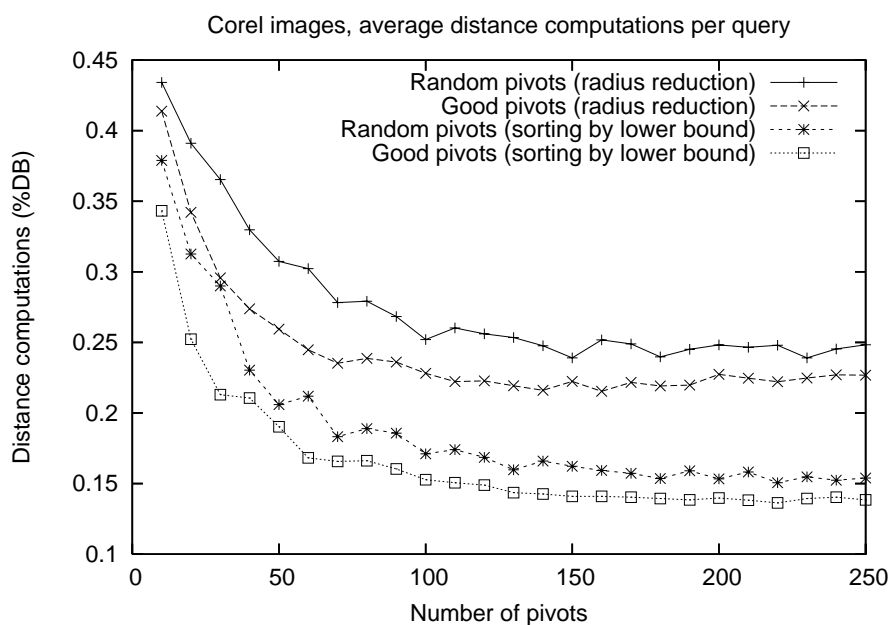 Corel images, average distance computations per query
Distance computations (%DB)
0.45
0.4
0.35
0.3
0.25
0.2
0.15
0.1
Random pivots (radius reduction)
Good pivots (radius reduction)
Random pivots (sorting by lower bound)
Good pivots (sorting by lower bound)
0 50 100 150 200 250
Number of pivots